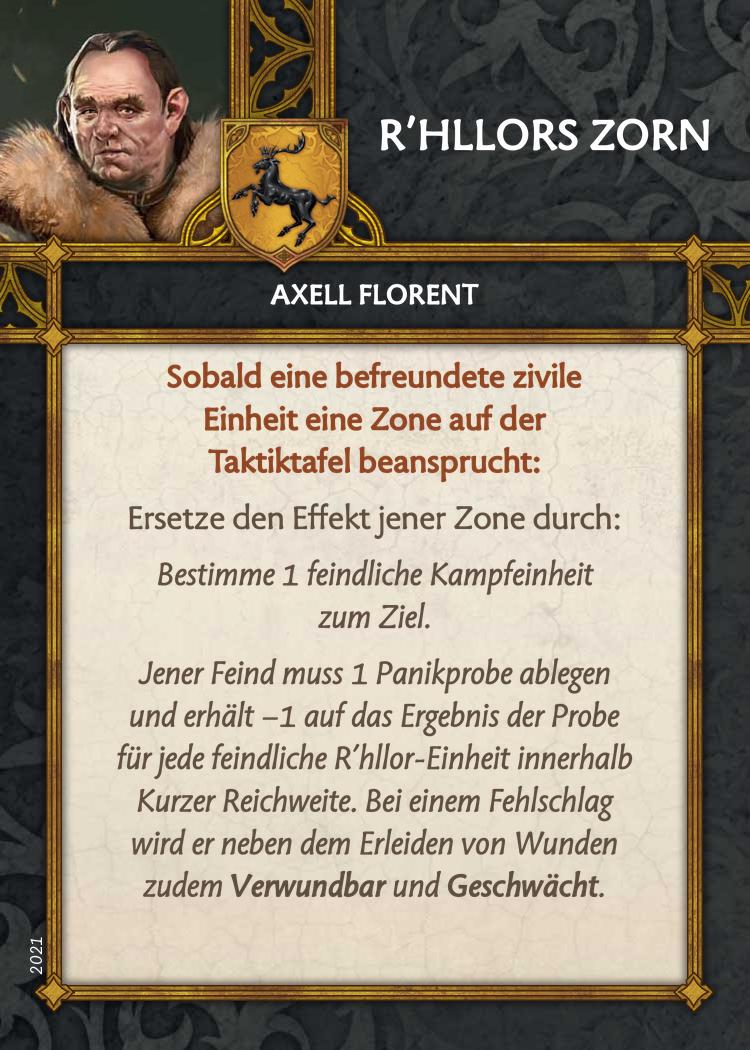 R'HLLORS ZORN
AXELL FLORENT
Sobald eine befreundete zivile
Einheit eine Zone auf der
Taktiktafel beansprucht:
Ersetze den Effekt jener Zone durch:
Bestimme 1 feindliche Kampfeinheit
zum Ziel.
Jener Feind muss 1 Panikprobe ablegen
und erhält –1 auf das Ergebnis der Probe
für jede feindliche R'hllor-Einheit innerhalb
Kurzer Reichweite. Bei einem Fehlschlag
wird er neben dem Erleiden von Wunden
zudem Verwundbar und Geschwächt.
2021